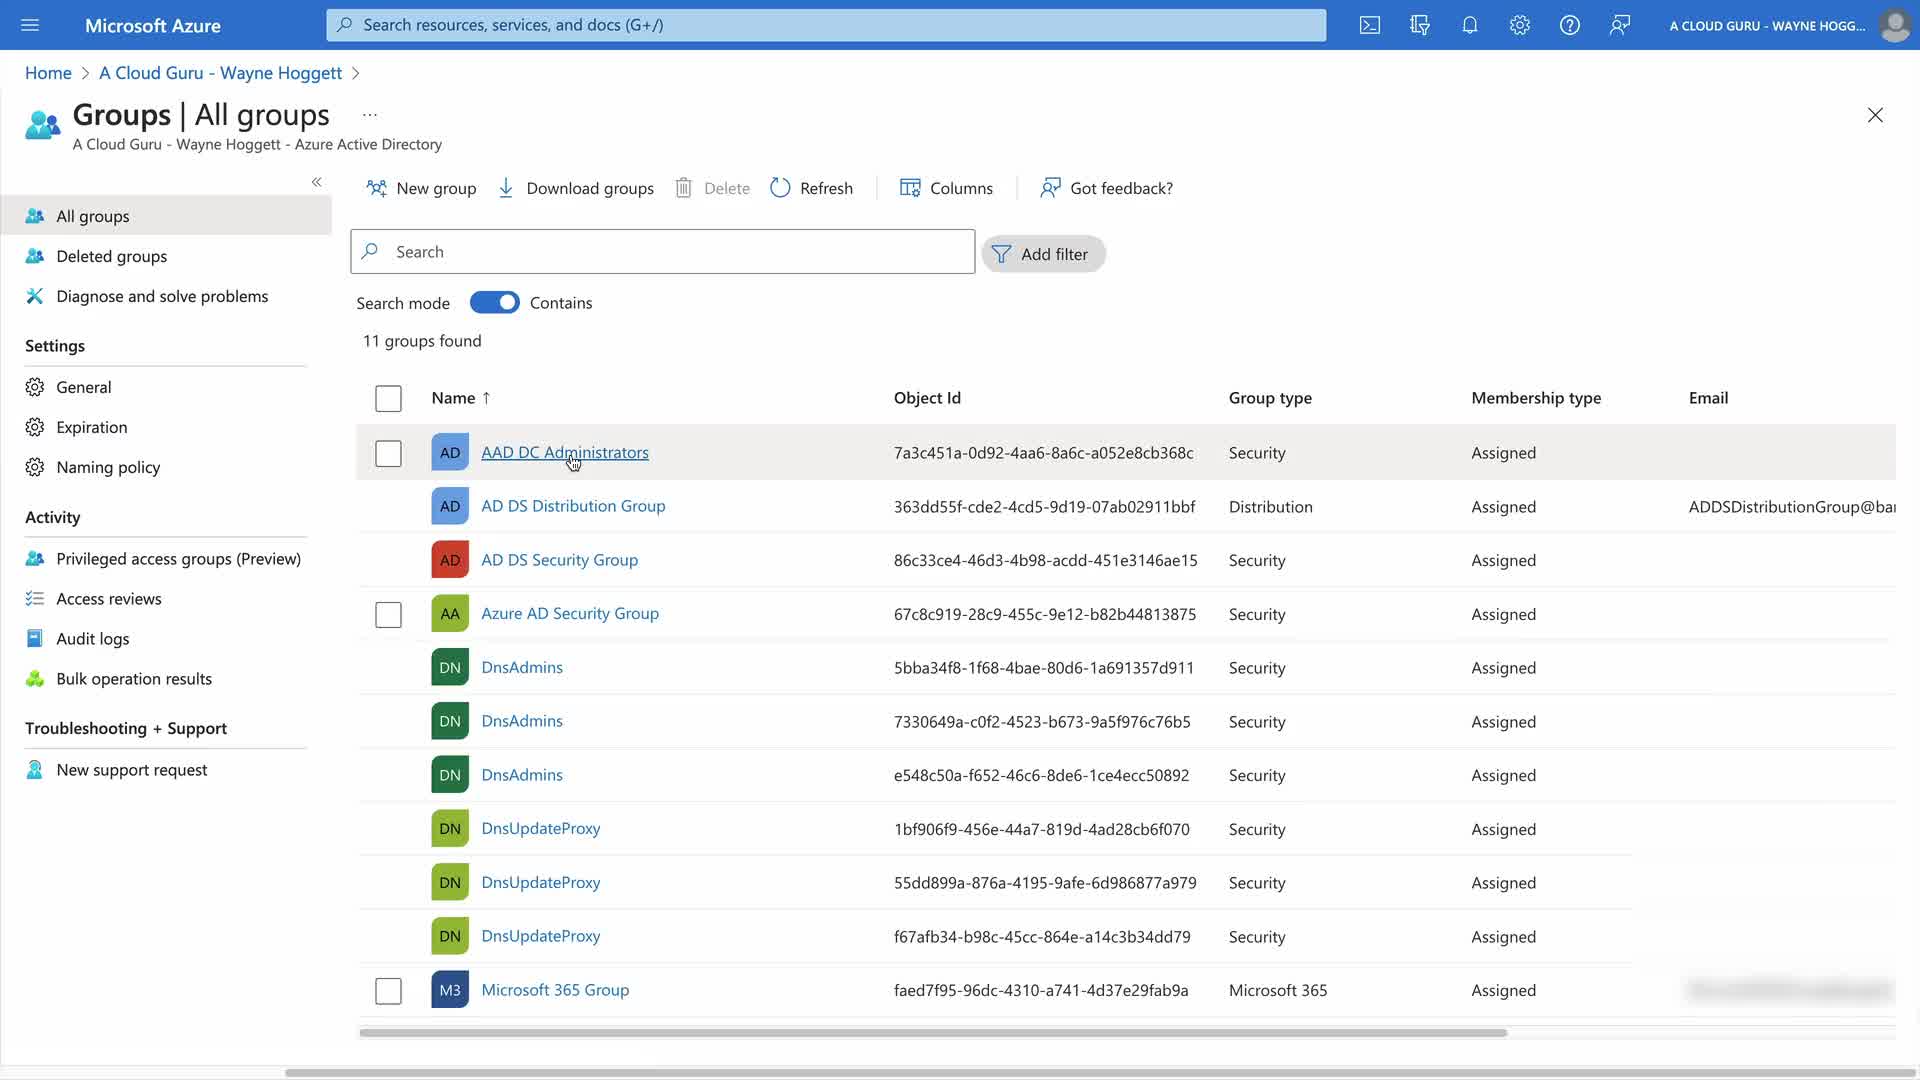 Microsoft Azure
Search resources, services, and docs (G+/)
A CLOUD GURU - WAYNE HOGG...
Home > A Cloud Guru - Wayne Hoggett >
Groups | All groups ...
A Cloud Guru - Wayne Hoggett - Azure Active Directory
«
All groups
Deleted groups
Diagnose and solve problems
Settings
General
Expiration
Naming policy
Activity
Privileged access groups (Preview)
Access reviews
Audit logs
Bulk operation results
Troubleshooting + Support
New support request
New group Download groups Delete Refresh Columns Got feedback?
Search
Add filter
Search mode Contains
11 groups found
Name ↑ Object Id Group type Membership type Email
AD AAD DC Administrators 7a3c451a-0d92-4aa6-8a6c-a052e8cb368c Security Assigned
AD AD DS Distribution Group 363dd55f-cde2-4cd5-9d19-07ab02911bbf Distribution Assigned ADDSDistributionGroup@bar
AD AD DS Security Group 86c33ce4-46d3-4b98-acdd-451e3146ae15 Security Assigned
AA Azure AD Security Group 67c8c919-28c9-455c-9e12-b82b44813875 Security Assigned
DN DnsAdmins 5bba34f8-1f68-4bae-80d6-1a691357d911 Security Assigned
DN DnsAdmins 7330649a-c0f2-4523-b673-9a5f976c76b5 Security Assigned
DN DnsAdmins e548c50a-f652-46c6-8de6-1ce4ecc50892 Security Assigned
DN DnsUpdateProxy 1bf906f9-456e-44a7-819d-4ad28cb6f070 Security Assigned
DN DnsUpdateProxy 55dd899a-876a-4195-9afe-6d986877a979 Security Assigned
DN DnsUpdateProxy f67afb34-b98c-45cc-864e-a14c3b34dd79 Security Assigned
M3 Microsoft 365 Group faed7f95-96dc-4310-a741-4d37e29fab9a Microsoft 365 Assigned